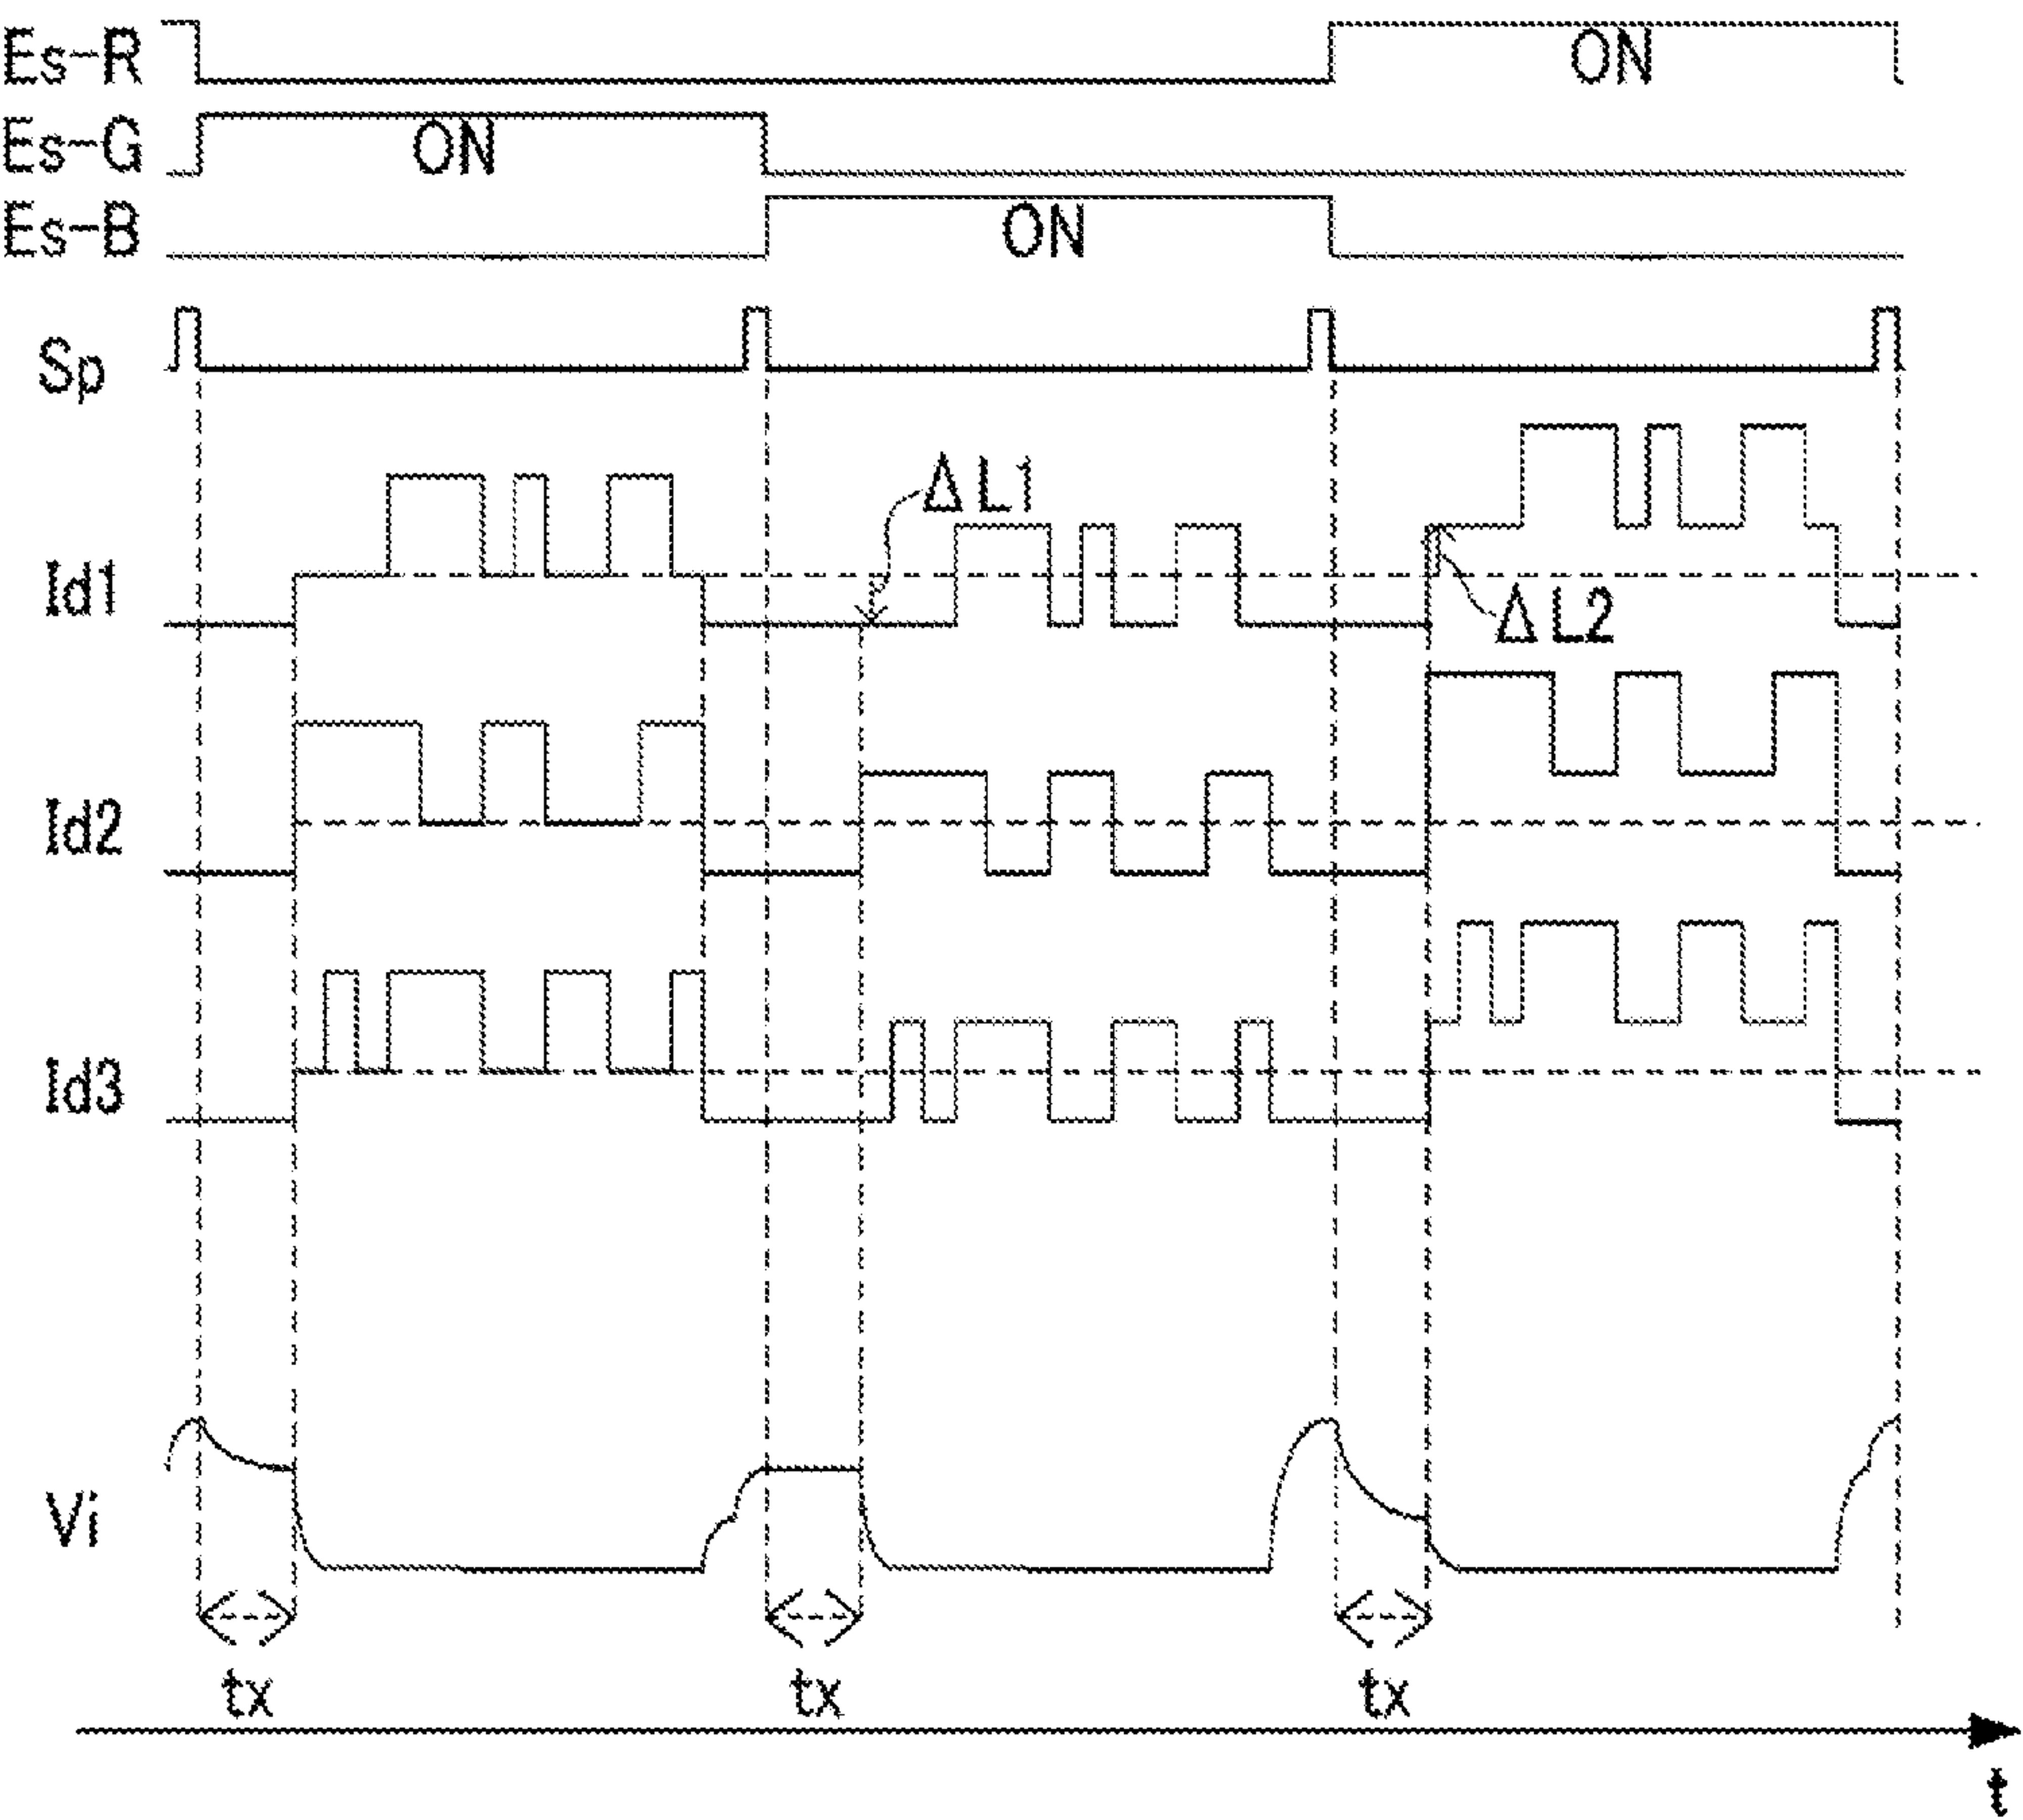 Es-R
ON
Es-G
ON
Es-B
ON
Sp
ΔL1
Id1
ΔL2
Id2
Id3
Vi
tx
tx
tx
t